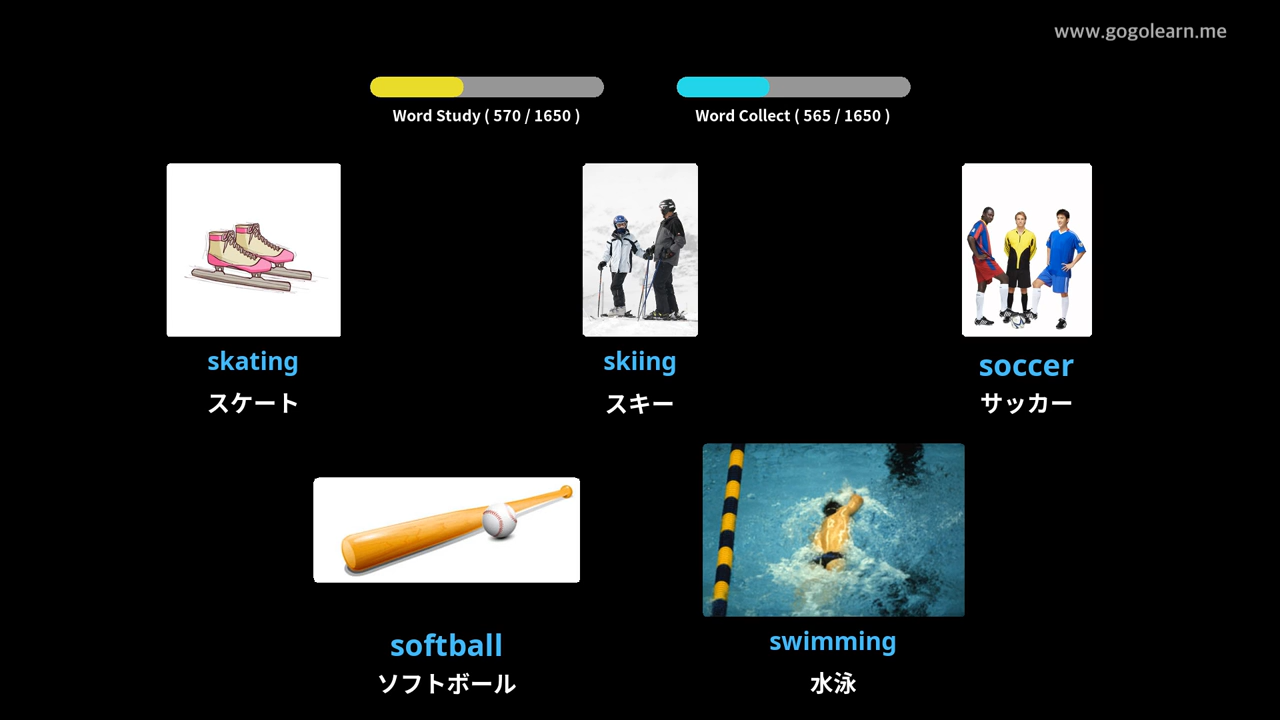 www.gogolearn.me
Word Study ( 570 / 1650 )
Word Collect ( 565 / 1650 )
skating
スケート
skiing
スキー
soccer
サッカー
softball
ソフトボール
swimming
水泳